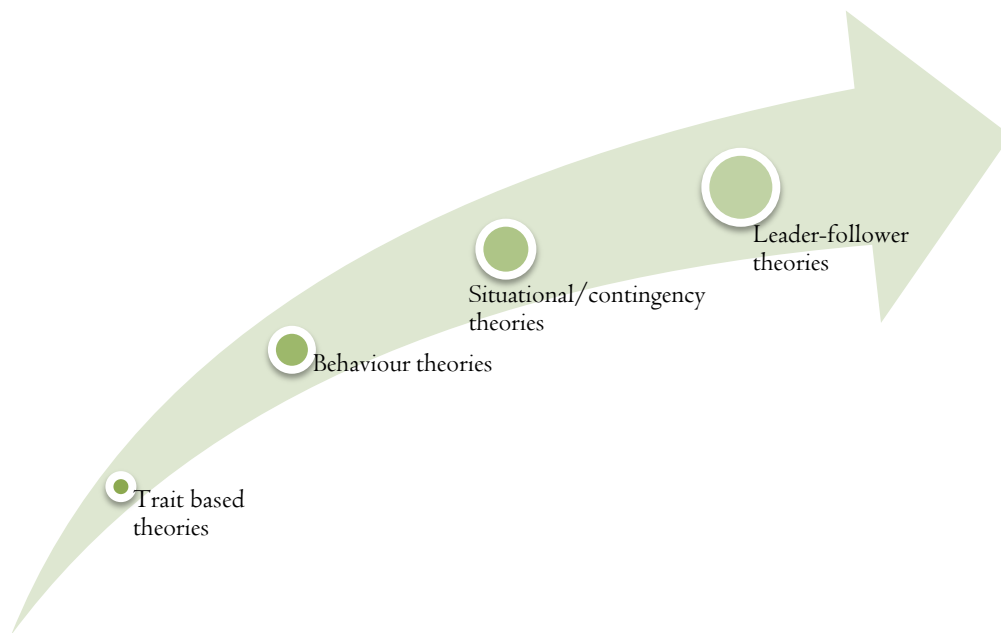 Leader-follower
theories
Situational/contingency
theories
Behaviour theories
Trait based
theories